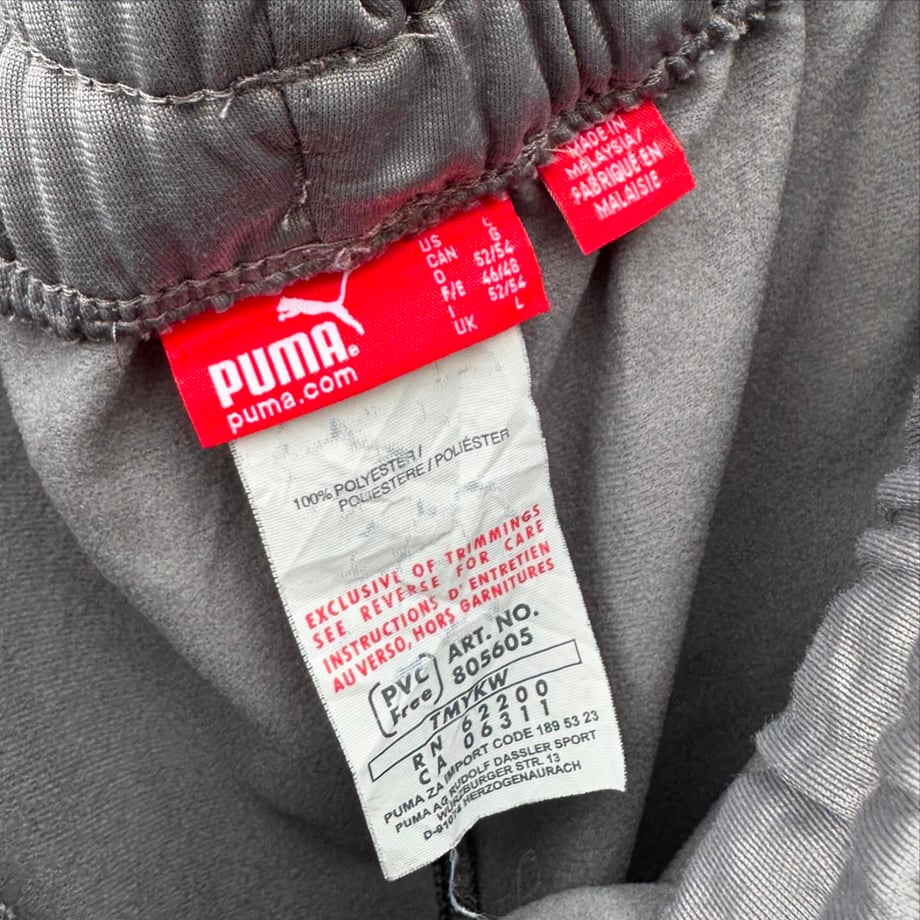 MADE IN
MALAYSIA/
FABRIQUÉ EN
MALAISIE
US L
CAN G
D 52/54
F/E 46/48
I 52/54
UK L
PUMA®
puma.com
100% POLYESTER /
POLIESTERE / POLIÉSTER
EXCLUSIVE OF TRIMMINGS
SEE REVERSE FOR CARE
INSTRUCTIONS D'ENTRETIEN
AU VERSO, HORS GARNITURES
PVC Free
ART. NO.
805605
TMYKW
RN 62200
CA 06311
PUMA ZA IMPORT CODE 189 53 23
PUMA AG RUDOLF DASSLER SPORT
WÜRZBURGER STR. 13
D-91074 HERZOGENAURACH